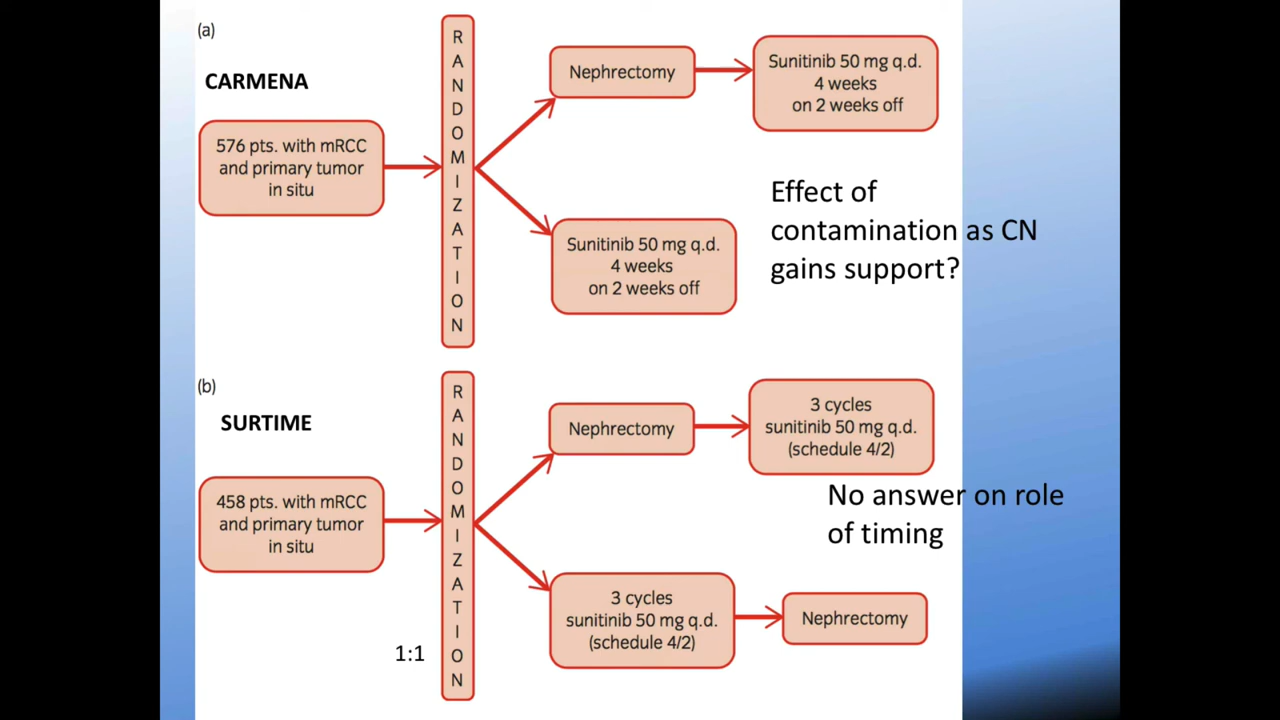 (a)
CARMENA
576 pts. with mRCC
and primary tumor
in situ
R
A
N
D
O
M
I
Z
A
T
I
O
N
Nephrectomy
Sunitinib 50 mg q.d.
4 weeks
on 2 weeks off
Sunitinib 50 mg q.d.
4 weeks
on 2 weeks off
Effect of
contamination as CN
gains support?
(b)
SURTIME
458 pts. with mRCC
and primary tumor
in situ
1:1
R
A
N
D
O
M
I
Z
A
T
I
O
N
Nephrectomy
3 cycles
sunitinib 50 mg q.d.
(schedule 4/2)
No answer on role
of timing
3 cycles
sunitinib 50 mg q.d.
(schedule 4/2)
Nephrectomy